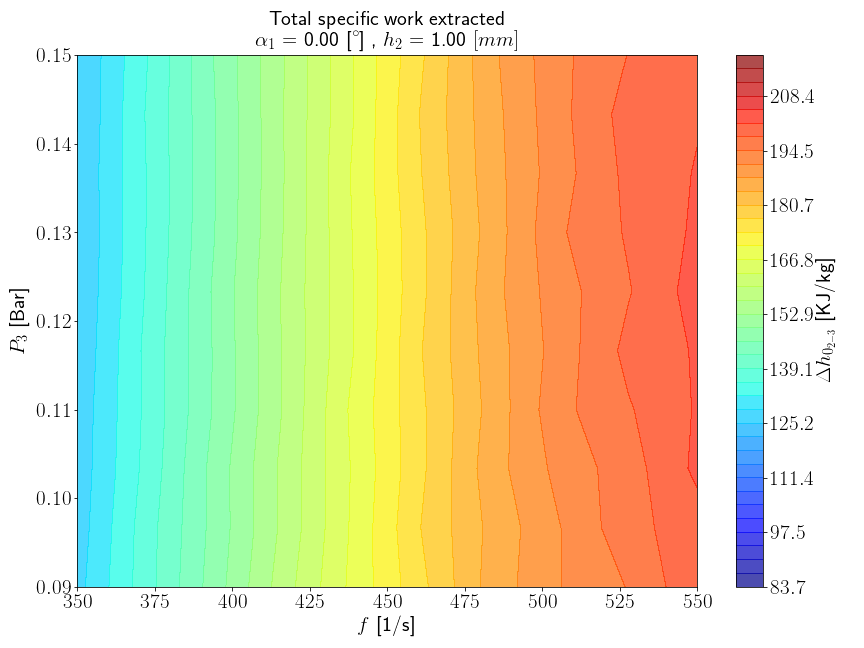 Total specific work extracted
α₁ = 0.00 [°] , h₂ = 1.00 [mm]
P₃ [Bar]
0.15
0.14
0.13
0.12
0.11
0.10
0.09
350 375 400 425 450 475 500 525 550
f [1/s]
208.4
194.5
180.7
166.8
152.9
139.1
125.2
111.4
97.5
83.7
Δh₀₂₋₃ [KJ/kg]